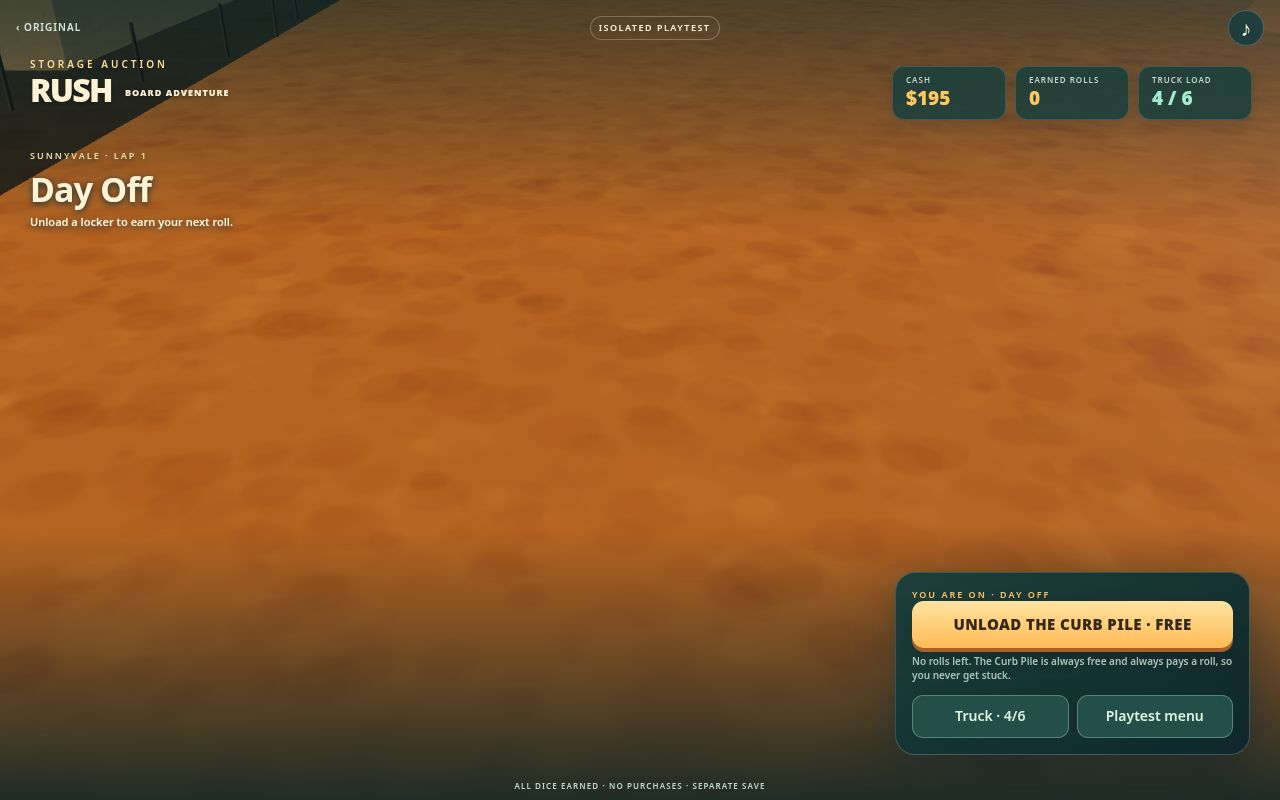 ‹ ORIGINAL
ISOLATED PLAYTEST
♪
STORAGE AUCTION
RUSH BOARD ADVENTURE
CASH
$195
EARNED ROLLS
0
TRUCK LOAD
4 / 6
SUNNYVALE · LAP 1
Day Off
Unload a locker to earn your next roll.
YOU ARE ON · DAY OFF
UNLOAD THE CURB PILE · FREE
No rolls left. The Curb Pile is always free and always pays a roll, so
you never get stuck.
Truck · 4/6
Playtest menu
ALL DICE EARNED · NO PURCHASES · SEPARATE SAVE